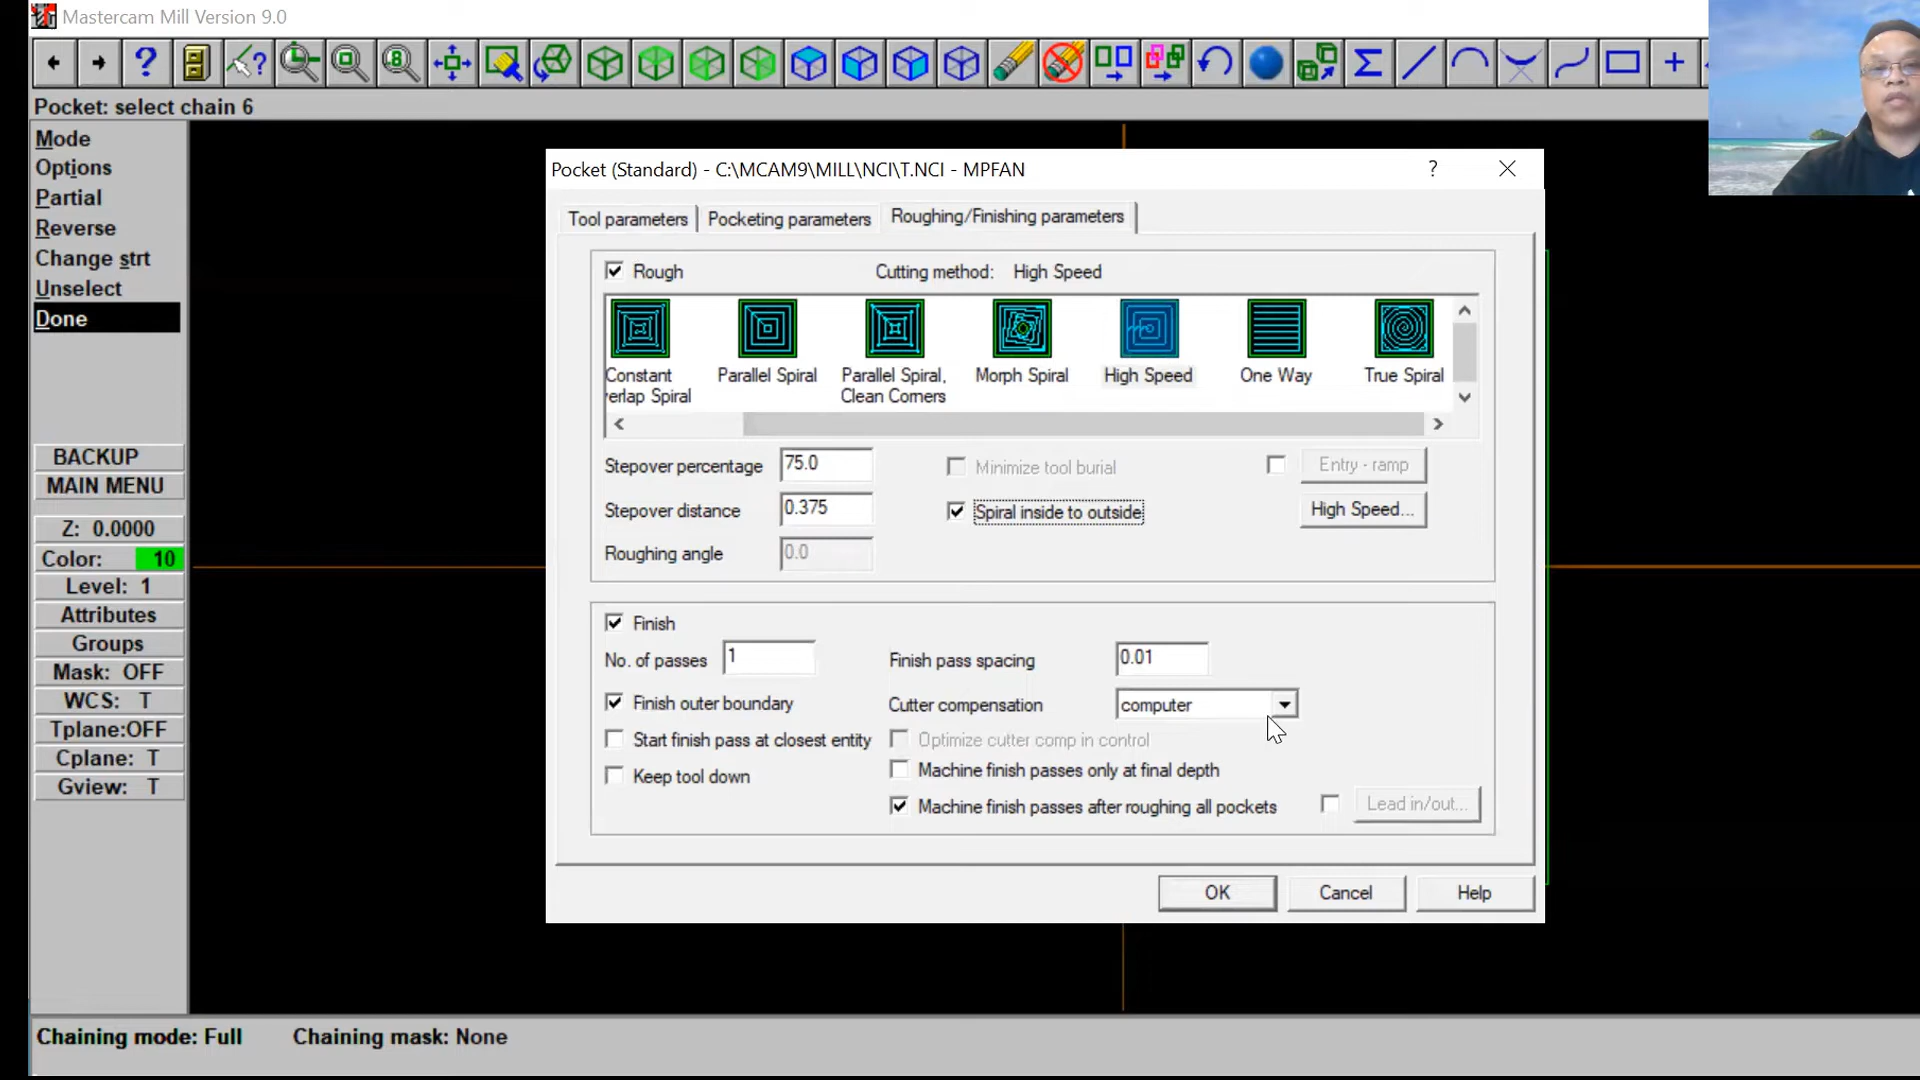 Mastercam Mill Version 9.0
Pocket: select chain 6
Mode
Options
Partial
Reverse
Change strt
Unselect
Done
BACKUP
MAIN MENU
Z: 0.0000
Color: 10
Level: 1
Attributes
Groups
Mask: OFF
WCS: T
Tplane:OFF
Cplane: T
Gview: T
Pocket (Standard) - C:\MCAM9\MILL\NCI\T.NCI - MPFAN
Tool parameters
Pocketing parameters
Roughing/Finishing parameters
Rough
Cutting method: High Speed
Constant
verlap Spiral
Parallel Spiral
Parallel Spiral,
Clean Corners
Morph Spiral
High Speed
One Way
True Spiral
Stepover percentage 75.0
Minimize tool burial
Entry - ramp
Stepover distance 0.375
Spiral inside to outside
High Speed...
Roughing angle 0.0
Finish
No. of passes 1
Finish pass spacing 0.01
Finish outer boundary
Cutter compensation computer
Start finish pass at closest entity
Optimize cutter comp in control
Keep tool down
Machine finish passes only at final depth
Machine finish passes after roughing all pockets
Lead in/out...
OK
Cancel
Help
Chaining mode: Full Chaining mask: None